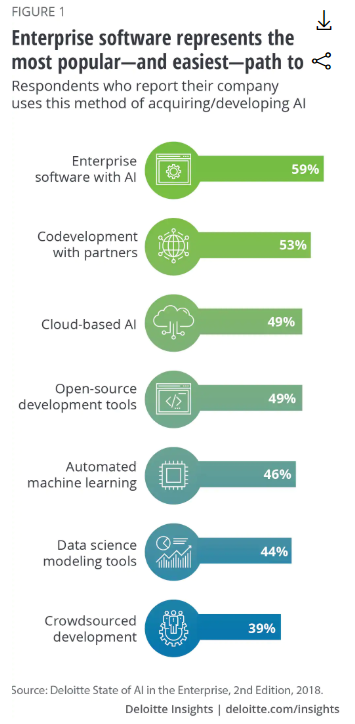 FIGURE 1
Enterprise software represents the
most popular—and easiest—path to
Respondents who report their company
uses this method of acquiring/developing AI
Enterprise
software with AI
59%
Codevelopment
with partners
53%
Cloud-based AI
49%
Open-source
development tools
49%
Automated
machine learning
46%
Data science
modeling tools
44%
Crowdsourced
development
39%
Source: Deloitte State of AI in the Enterprise, 2nd Edition, 2018.
Deloitte Insights | deloitte.com/insights